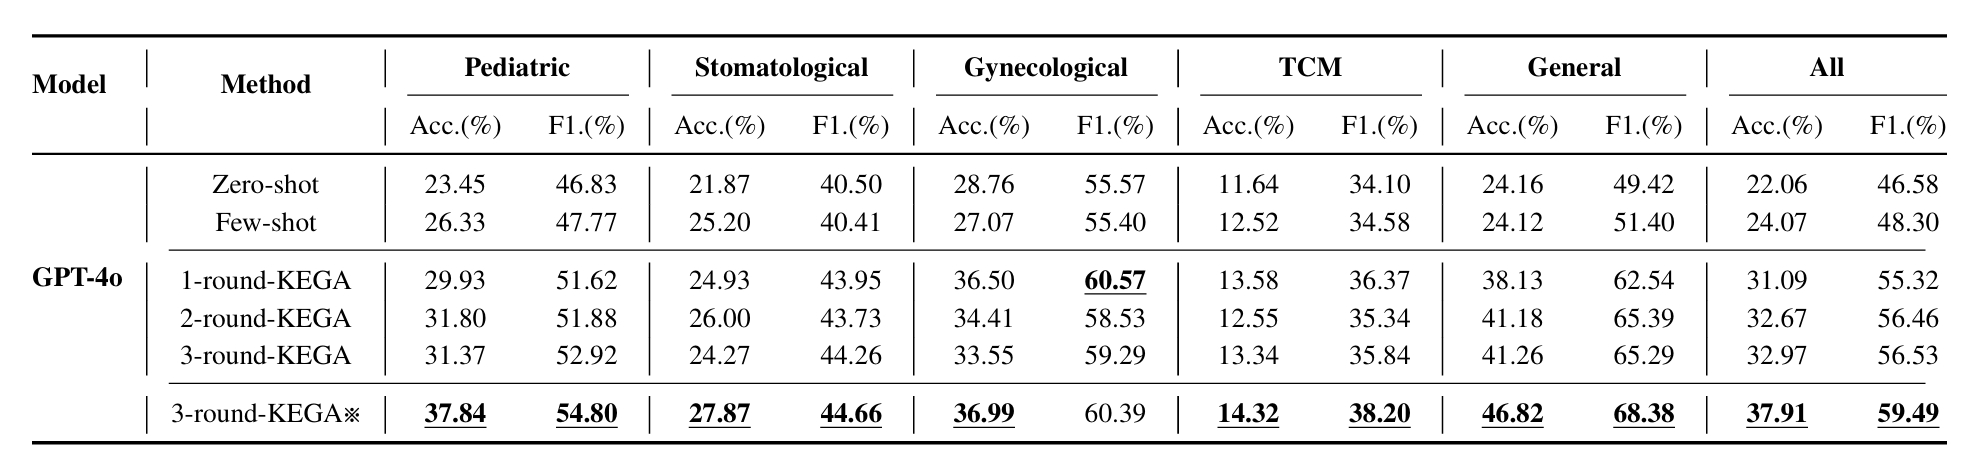 Model Method Pediatric Stomatological Gynecological TCM General All
Acc.(%) F1.(%) Acc.(%) F1.(%) Acc.(%) F1.(%) Acc.(%) F1.(%) Acc.(%) F1.(%) Acc.(%) F1.(%)
GPT-4o
Zero-shot 23.45 46.83 21.87 40.50 28.76 55.57 11.64 34.10 24.16 49.42 22.06 46.58
Few-shot 26.33 47.77 25.20 40.41 27.07 55.40 12.52 34.58 24.12 51.40 24.07 48.30
1-round-KEGA 29.93 51.62 24.93 43.95 36.50 60.57 13.58 36.37 38.13 62.54 31.09 55.32
2-round-KEGA 31.80 51.88 26.00 43.73 34.41 58.53 12.55 35.34 41.18 65.39 32.67 56.46
3-round-KEGA 31.37 52.92 24.27 44.26 33.55 59.29 13.34 35.84 41.26 65.29 32.97 56.53
3-round-KEGA※ 37.84 54.80 27.87 44.66 36.99 60.39 14.32 38.20 46.82 68.38 37.91 59.49